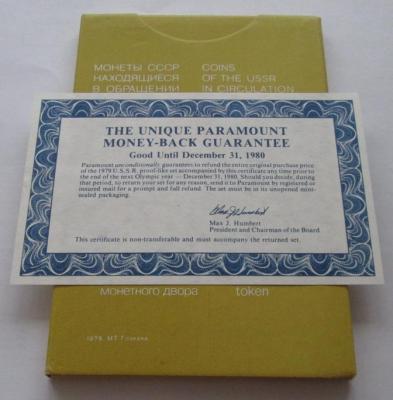 МОНЕТЫ СССР
НАХОДЯЩИЕСЯ
В ОБРАЩЕНИИ
COINS
OF THE USSR
IN CIRCULATION
THE UNIQUE PARAMOUNT
MONEY-BACK GUARANTEE
Good Until December 31, 1980
Paramount unconditionally guarantees to refund the entire original purchase price
of the 1979 U.S.S.R. proof-like set accompanied by this certificate any time prior to
the end of the next Olympic year — December 31, 1980. Should you decide, during
that period, to return your set for any reason, send it to Paramount by registered or
insured mail for a prompt and full refund. The set must be in its unopened mint-
sealed packaging.
Max J. Humbert
Max J. Humbert
President and Chairman of the Board
This certificate is non-transferable and must accompany the returned set.
монетного двора
token
1979. МТ Гознака